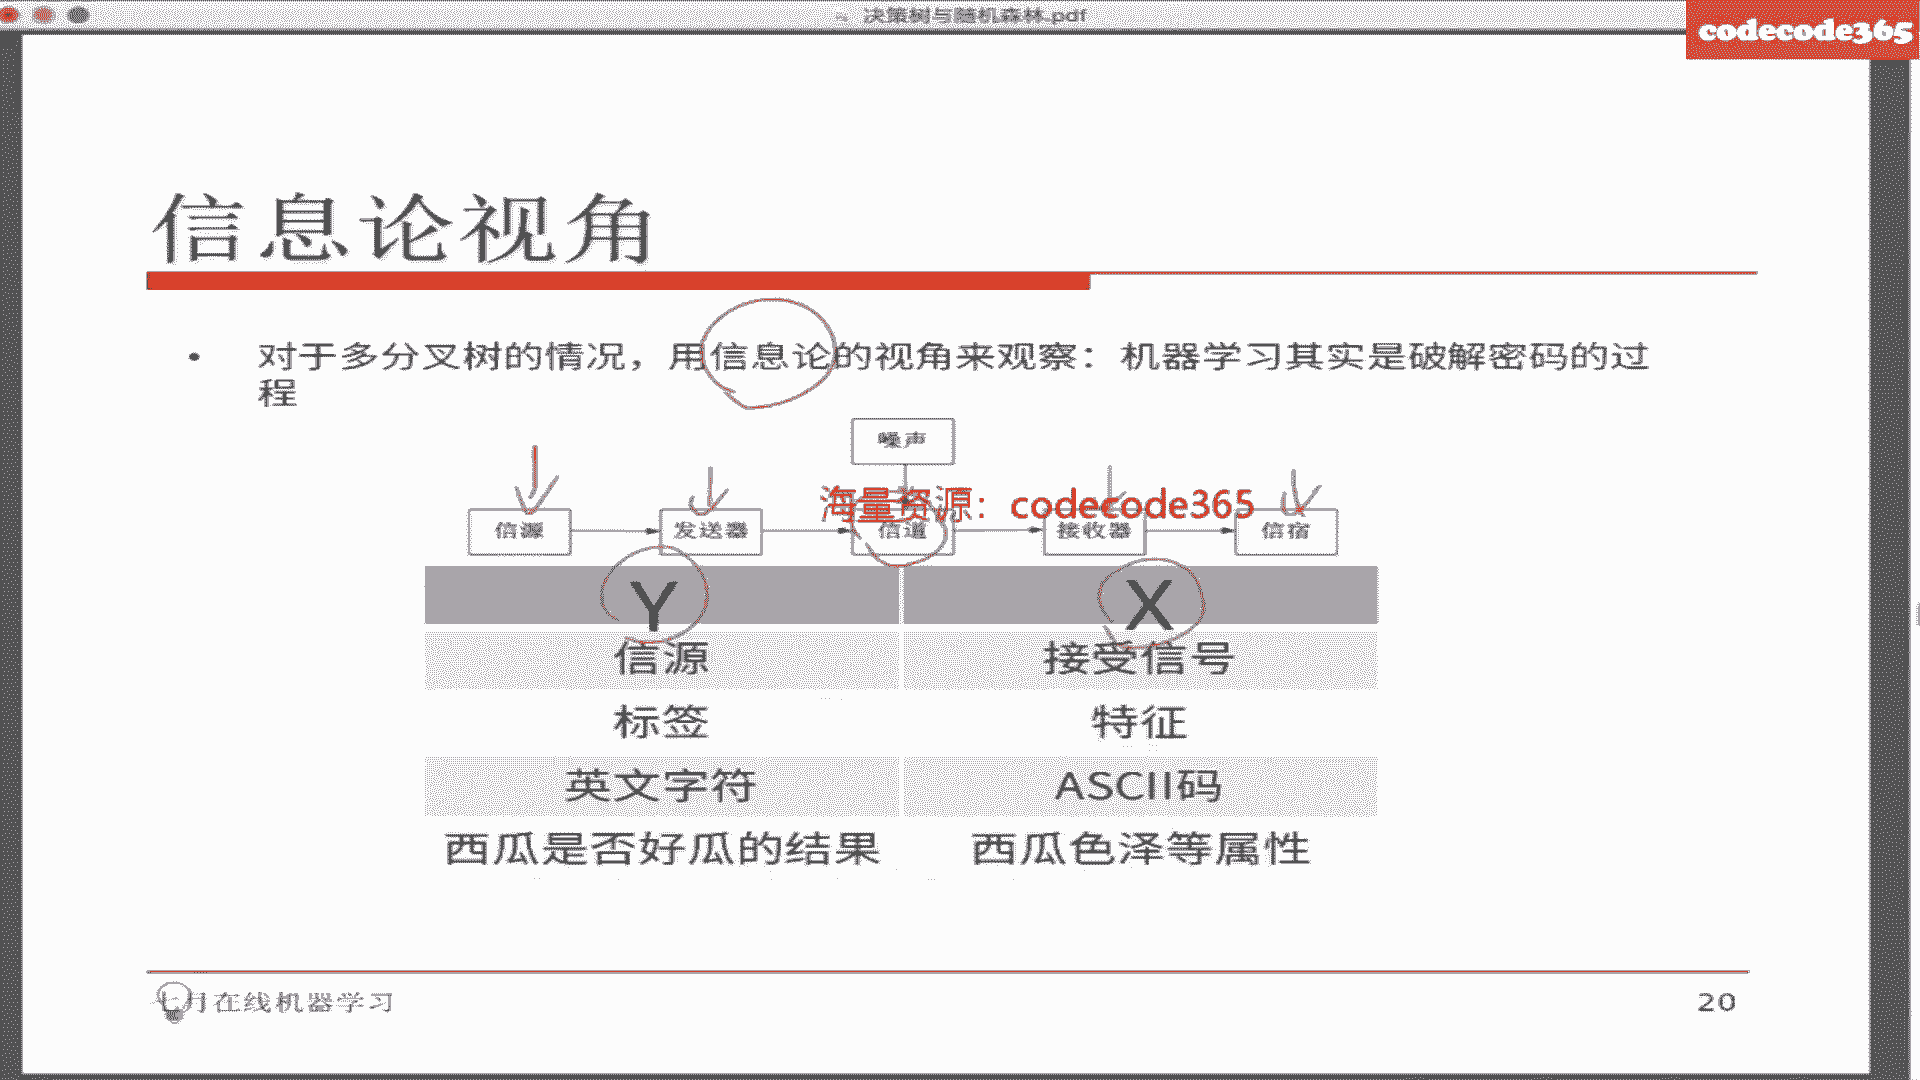 决策树与随机森林.pdf
codecode365
信息论视角
• 对于多分叉树的情况，用信息论的视角来观察：机器学习其实是破解密码的过
程
噪声
海量资源：codecode365
信源 发送器 信道 接收器 信宿
Y X
信源 接受信号
标签 特征
英文字符 ASCII码
西瓜是否好瓜的结果 西瓜色泽等属性
七月在线机器学习 20